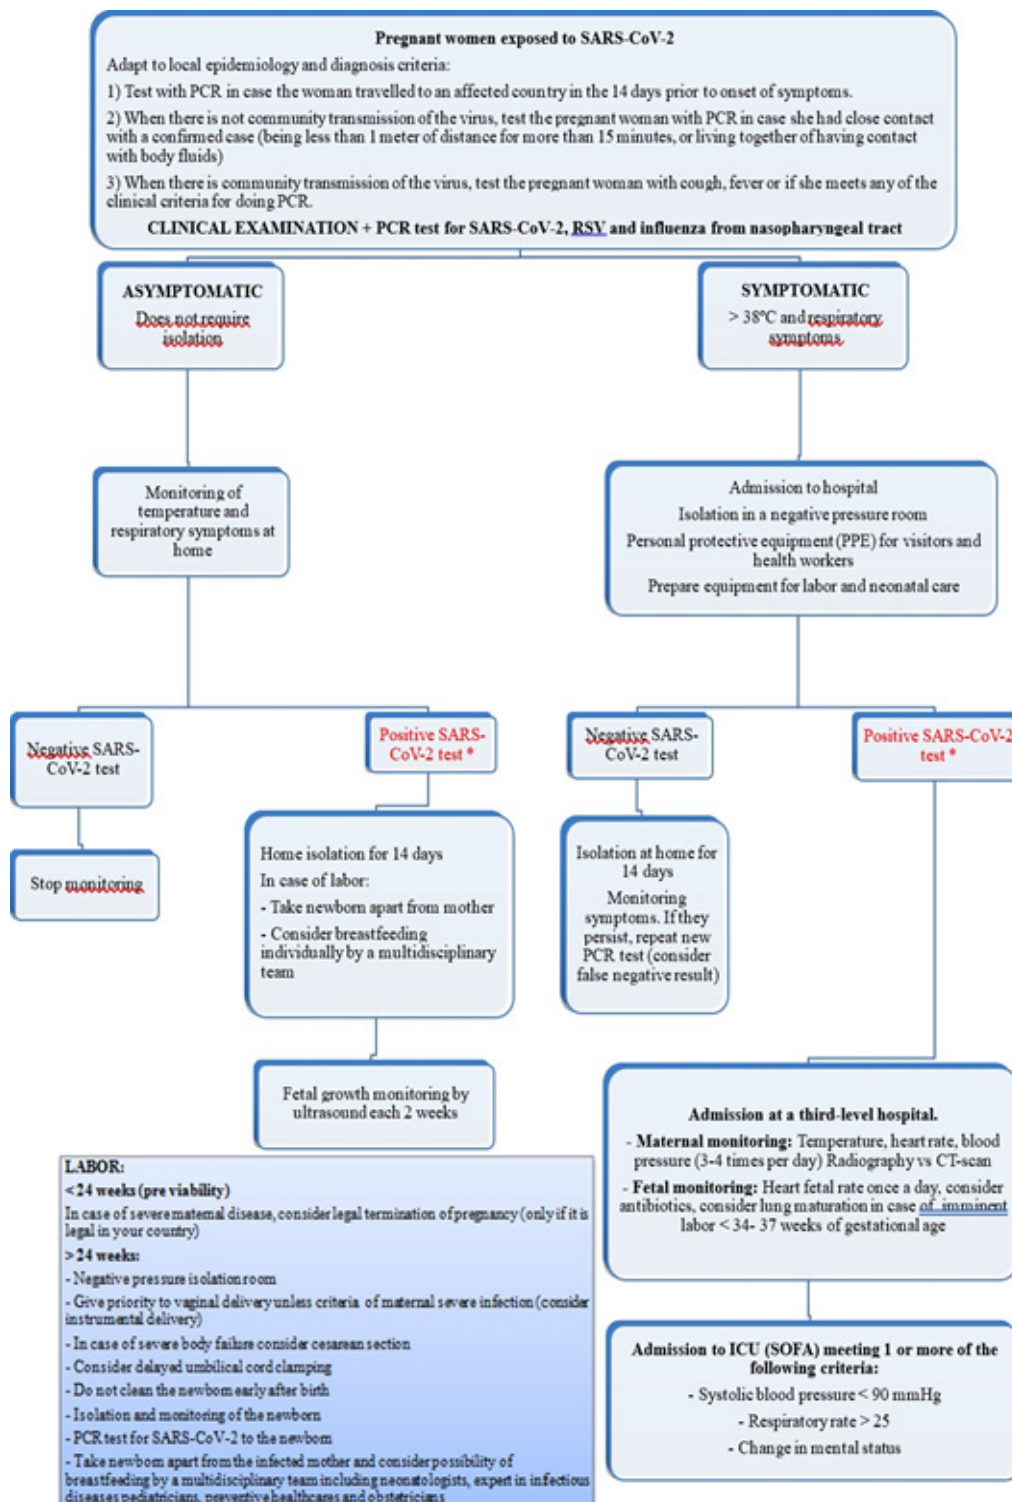 Pregnant women exposed to SARS-CoV-2
Adapt to local epidemiology and diagnosis criteria:
1) Test with PCR in case the woman travelled to an affected country in the 14 days prior to onset of symptoms.
2) When there is not community transmission of the virus, test the pregnant woman with PCR in case she had close contact
with a confirmed case (being less than 1 meter of distance for more than 15 minutes, or living together of having contact
with body fluids)
3) When there is community transmission of the virus, test the pregnant woman with cough, fever or if she meets any of the
clinical criteria for doing PCR.
CLINICAL EXAMINATION + PCR test for SARS-CoV-2, RSV and influenza from nasopharyngeal tract
ASYMPTOMATIC
Does not require
isolation
SYMPTOMATIC
> 38ºC and respiratory
symptoms
Monitoring of
temperature and
respiratory symptoms at
home
Admission to hospital
Isolation in a negative pressure room
Personal protective equipment (PPE) for visitors and
health workers
Prepare equipment for labor and neonatal care
Negative SARS-
CoV-2 test
Positive SARS-
CoV-2 test *
Negative SARS-
CoV-2 test
Positive SARS-CoV-2
test *
Stop monitoring
Home isolation for 14 days
In case of labor:
- Take newborn apart from mother
- Consider breastfeeding
individually by a multidisciplinary
team
Isolation at home for
14 days
Monitoring
symptoms. If they
persist, repeat new
PCR test (consider
false negative result)
Fetal growth monitoring by
ultrasound each 2 weeks
Admission at a third-level hospital.
- Maternal monitoring: Temperature, heart rate, blood
pressure (3-4 times per day) Radiography vs CT-scan
- Fetal monitoring: Heart fetal rate once a day, consider
antibiotics, consider lung maturation in case of imminent
labor < 34- 37 weeks of gestational age
LABOR:
< 24 weeks (pre viability)
In case of severe maternal disease, consider legal termination of pregnancy (only if it is
legal in your country)
> 24 weeks:
- Negative pressure isolation room
- Give priority to vaginal delivery unless criteria of maternal severe infection (consider
instrumental delivery)
- In case of severe body failure consider cesarean section
- Consider delayed umbilical cord clamping
- Do not clean the newborn early after birth
- Isolation and monitoring of the newborn
- PCR test for SARS-CoV-2 to the newborn
- Take newborn apart from the infected mother and consider possibility of
breastfeeding by a multidisciplinary team including neonatologists, expert in infectious
diseases pediatricians, preventive healthcares and obstetricians
Admission to ICU (SOFA) meeting 1 or more of the
following criteria:
- Systolic blood pressure < 90 mmHg
- Respiratory rate > 25
- Change in mental status